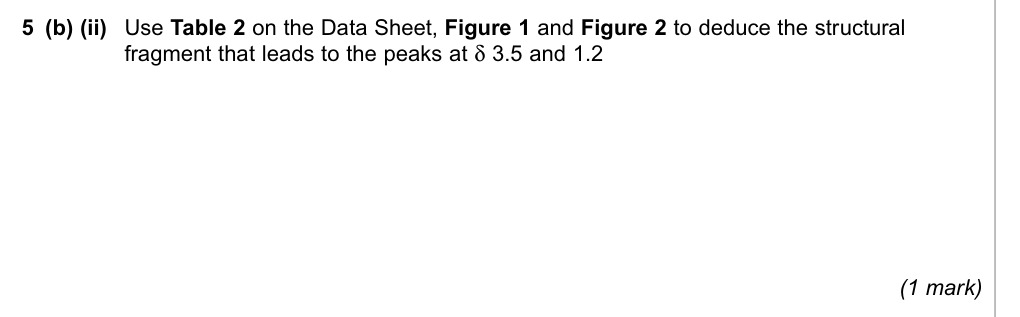 5 (b) (ii) Use Table 2 on the Data Sheet, Figure 1 and Figure 2 to deduce the structural
fragment that leads to the peaks at δ 3.5 and 1.2
(1 mark)